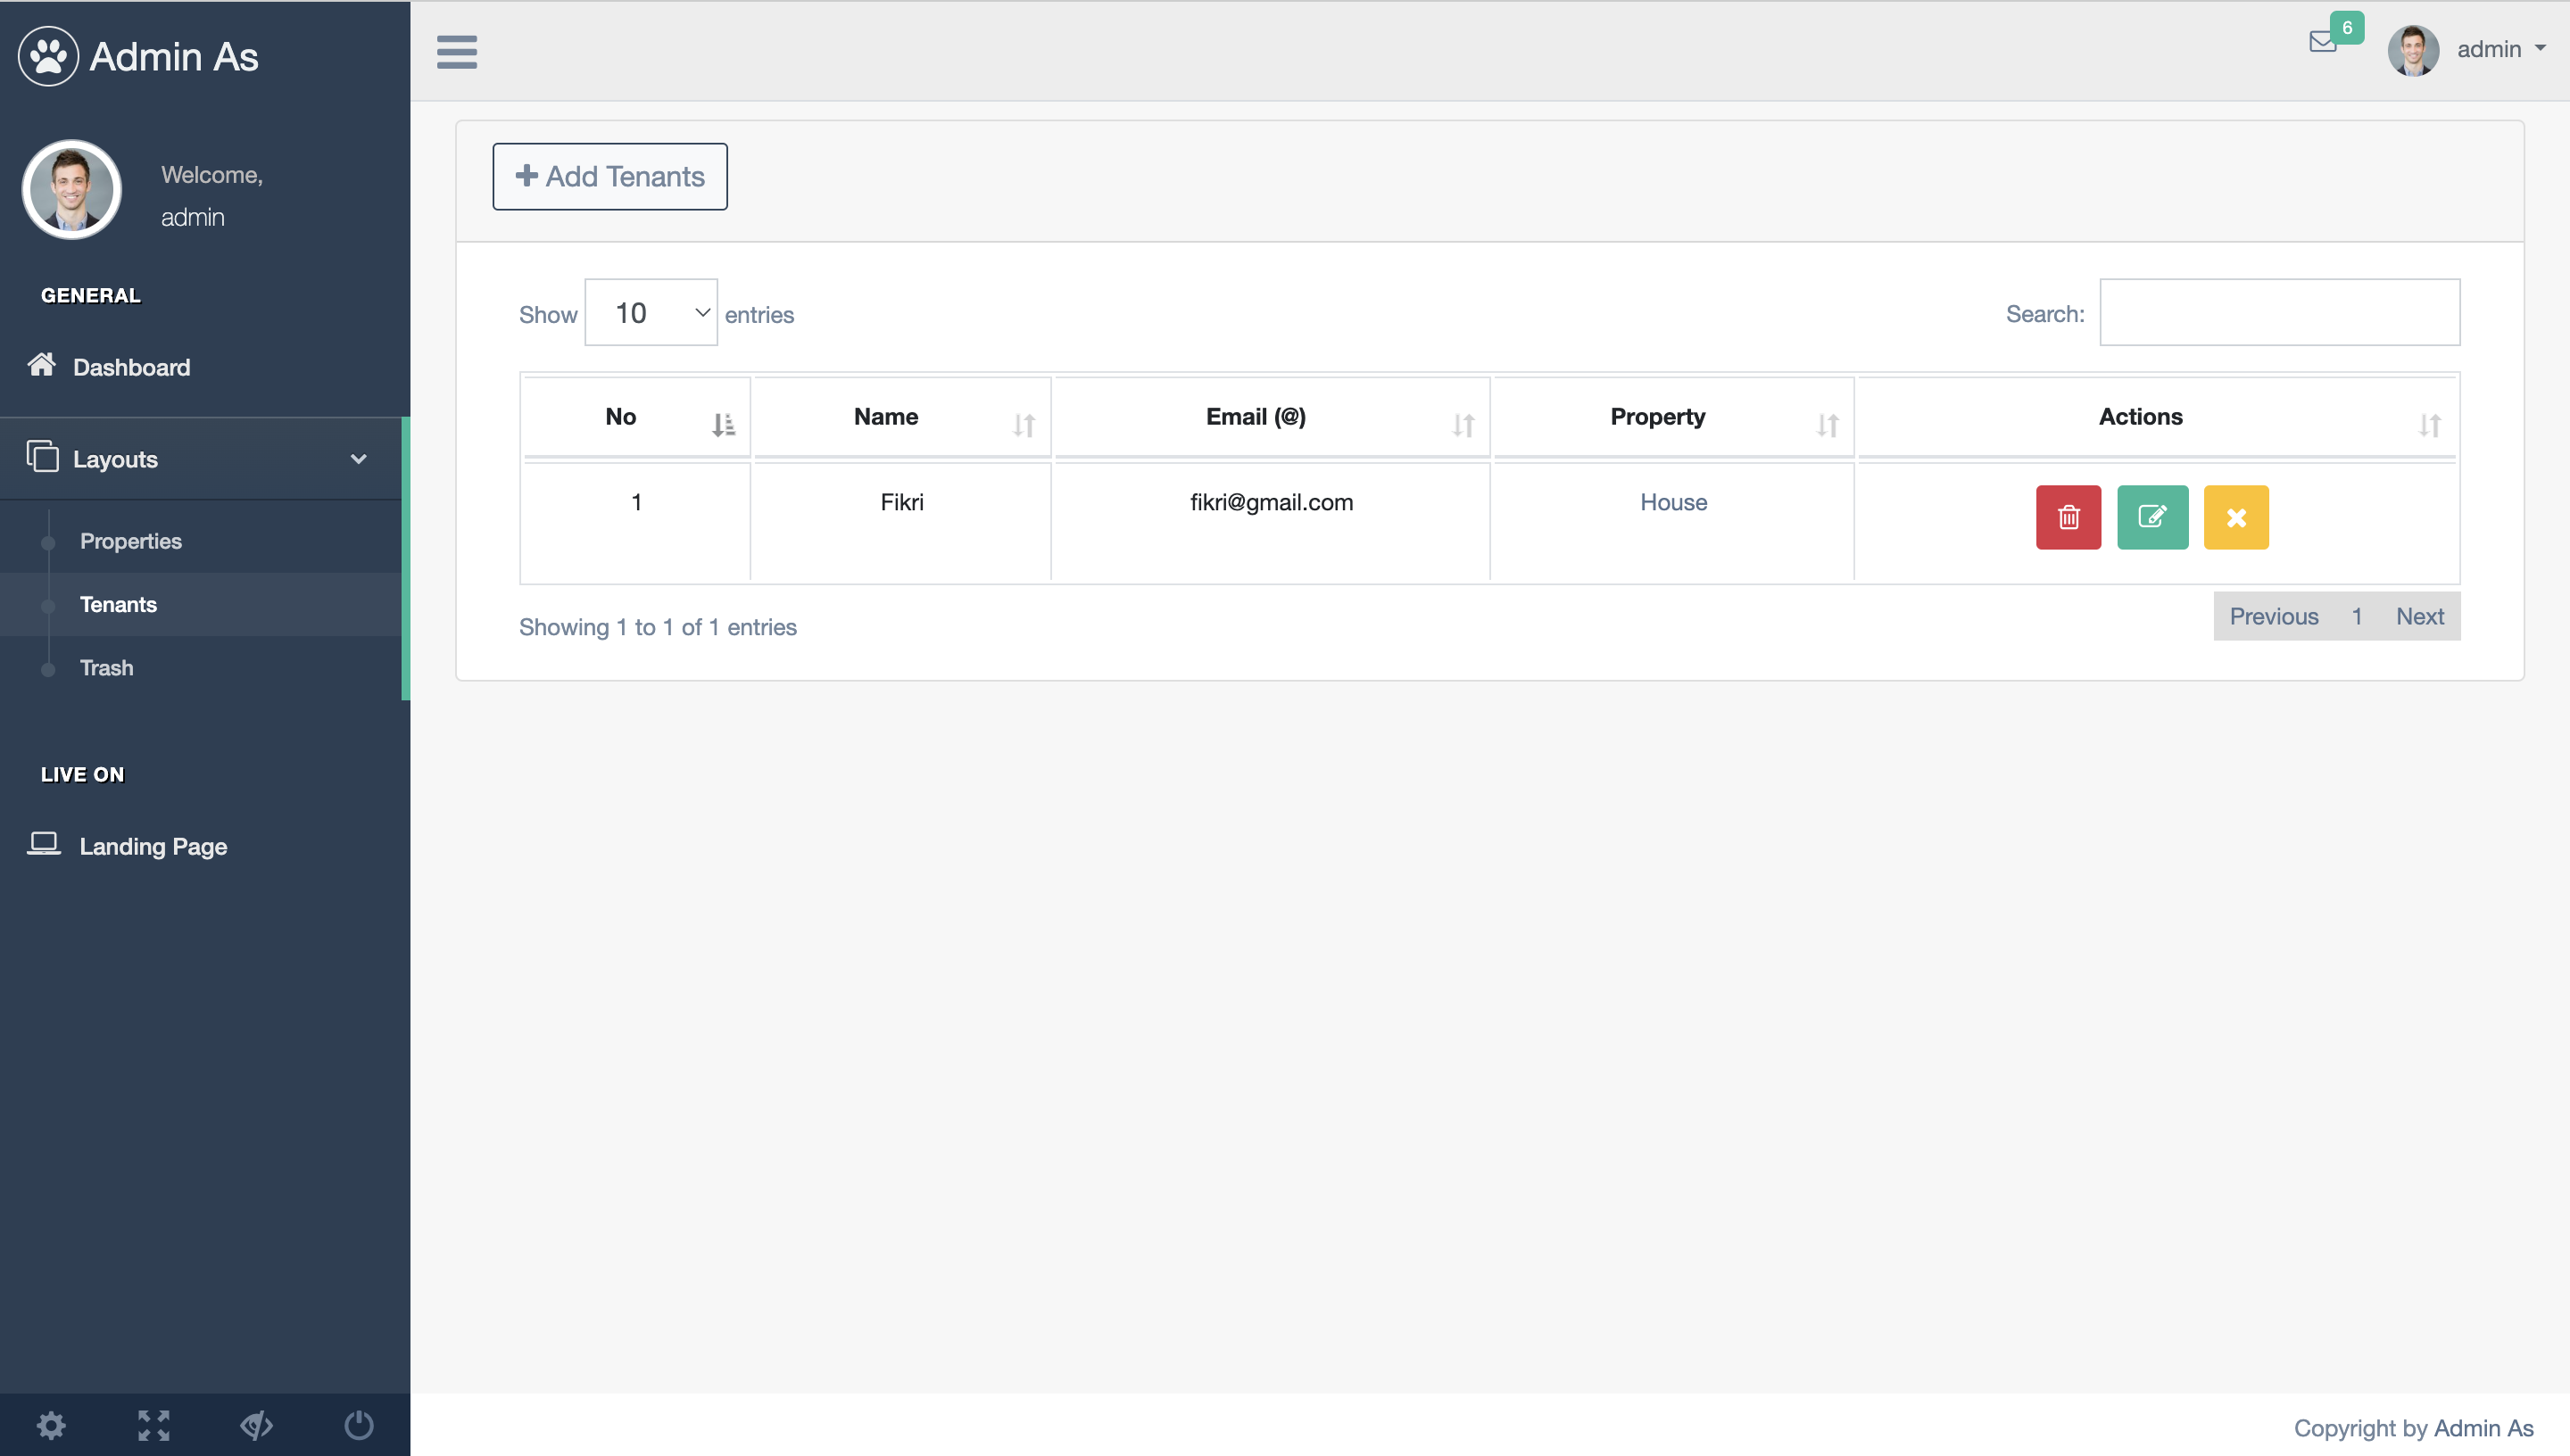 Admin As
Welcome,
admin
GENERAL
Dashboard
Layouts
Properties
Tenants
Trash
LIVE ON
Landing Page
6
admin
Add Tenants
Show 10 entries
Search:
No Name Email (@) Property Actions
1 Fikri fikri@gmail.com House
Showing 1 to 1 of 1 entries
Previous 1 Next
Copyright by Admin As